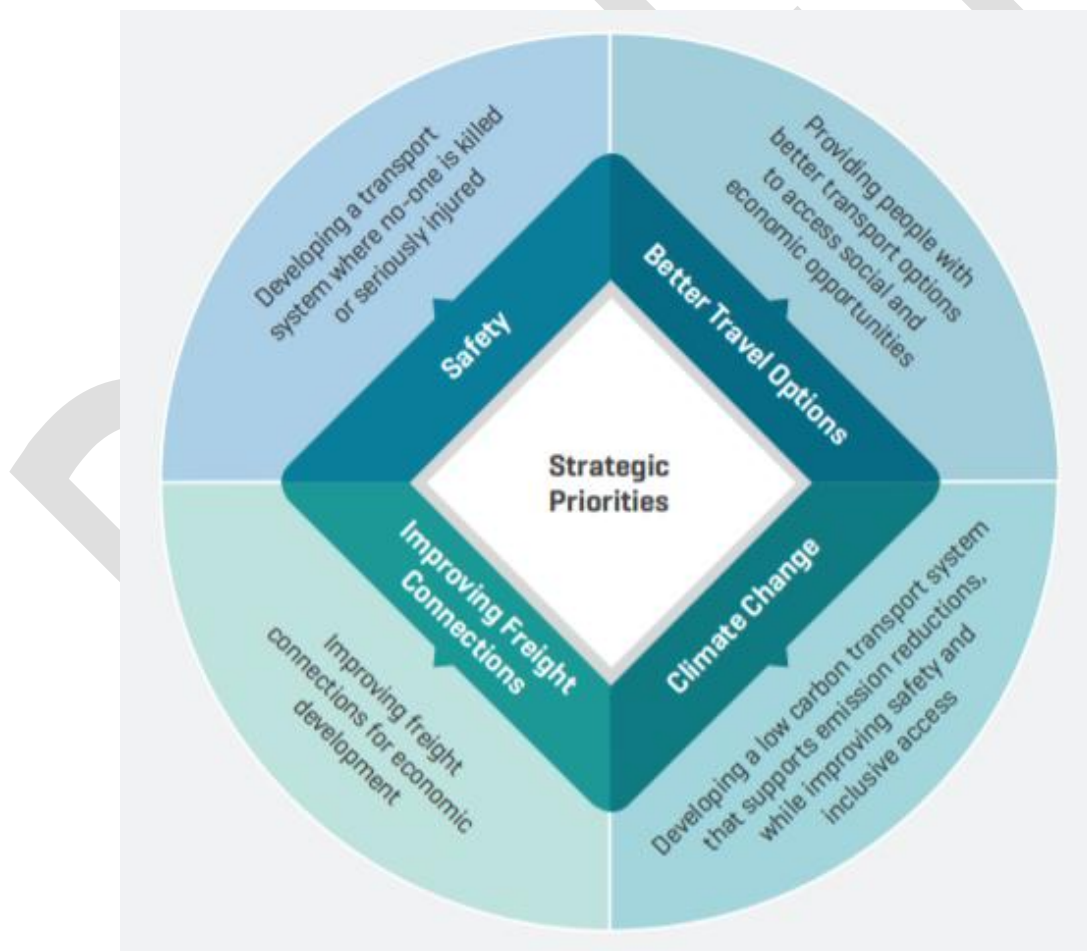 Developing a transport
system where no-one is killed
or seriously injured
Safety
Providing people with
better transport options
to access social and
economic opportunities
Better Travel Options
Strategic
Priorities
Improving Freight
Connections
Improving freight
connections for economic
development
Climate Change
Developing a low carbon transport system
that supports emission reductions,
while improving safety and
inclusive access